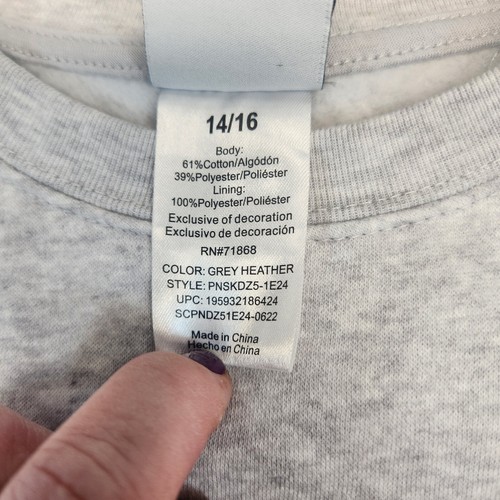 14/16
Body:
61%Cotton/Algodón
39%Polyester/Poliéster
Lining:
100%Polyester/Poliéster
Exclusive of decoration
Exclusivo de decoración
RN#71868
COLOR: GREY HEATHER
STYLE: PNSKDZ5-1E24
UPC: 195932186424
SCPNDZ51E24-0622
Made in China
Hecho en China